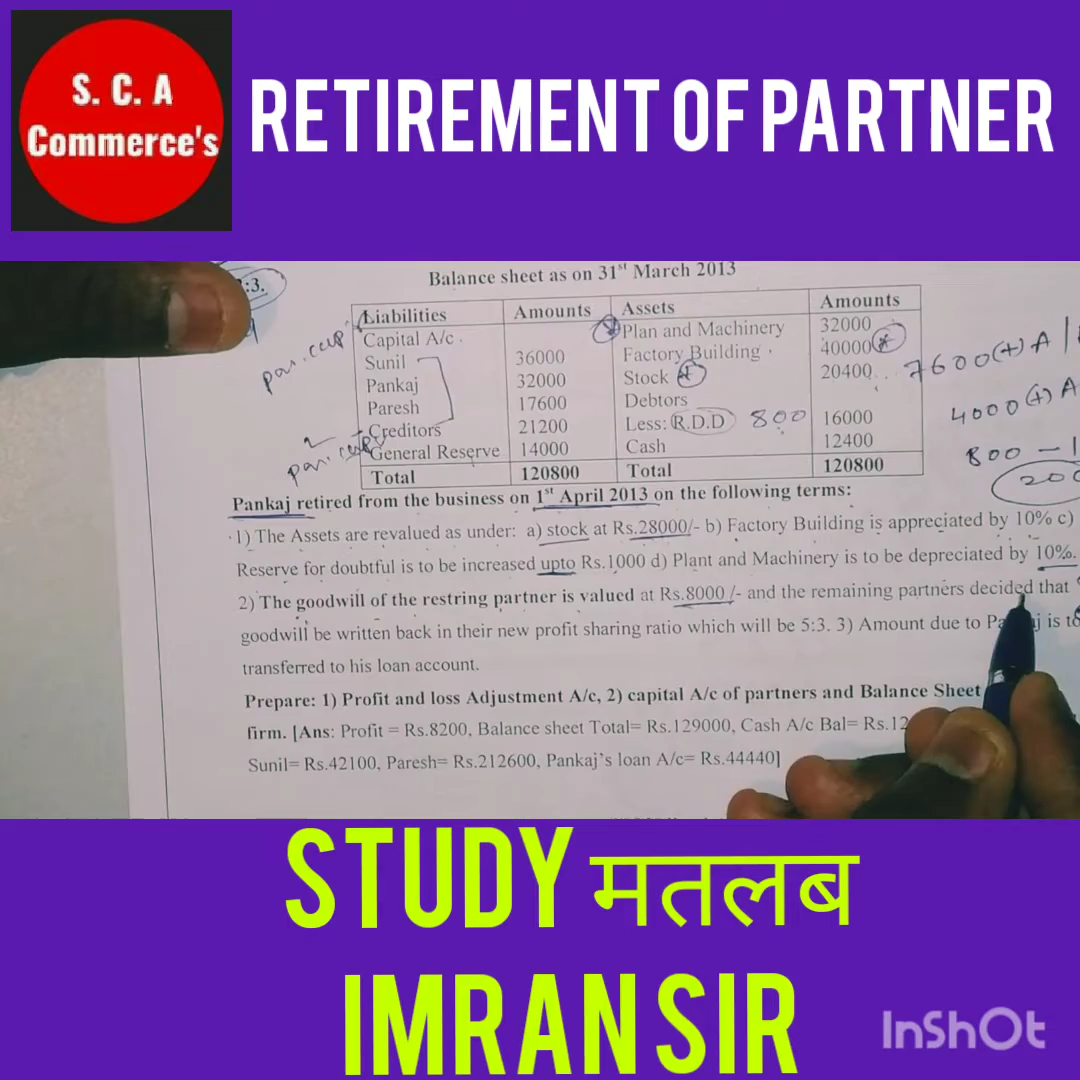 S. C. A
Commerce's
RETIREMENT OF PARTNER
:3.
Balance sheet as on 31st March 2013
Liabilities Amounts Assets Amounts
Capital A/c . Plan and Machinery 32000
Sunil 36000 Factory Building . 40000
Pankaj 32000 Stock 20400
Paresh 17600 Debtors
Creditors 21200 Less: R.D.D 800 16000
General Reserve 14000 Cash 12400
Total 120800 Total 120800
7600(+)A/
4000(+)A
800 – 1
200
Pankaj retired from the business on 1st April 2013 on the following terms:
1) The Assets are revalued as under: a) stock at Rs.28000/- b) Factory Building is appreciated by 10% c)
Reserve for doubtful is to be increased upto Rs.1000 d) Plant and Machinery is to be depreciated by 10%.
2) The goodwill of the restring partner is valued at Rs.8000 /- and the remaining partners decided that
goodwill be written back in their new profit sharing ratio which will be 5:3. 3) Amount due to Pa j is to
transferred to his loan account.
Prepare: 1) Profit and loss Adjustment A/c, 2) capital A/c of partners and Balance Sheet
firm. [Ans: Profit = Rs.8200, Balance sheet Total= Rs.129000, Cash A/c Bal= Rs.12
Sunil= Rs.42100, Paresh= Rs.212600, Pankaj's loan A/c= Rs.44440]
STUDY मतलब
IMRAN SIR
InShOt